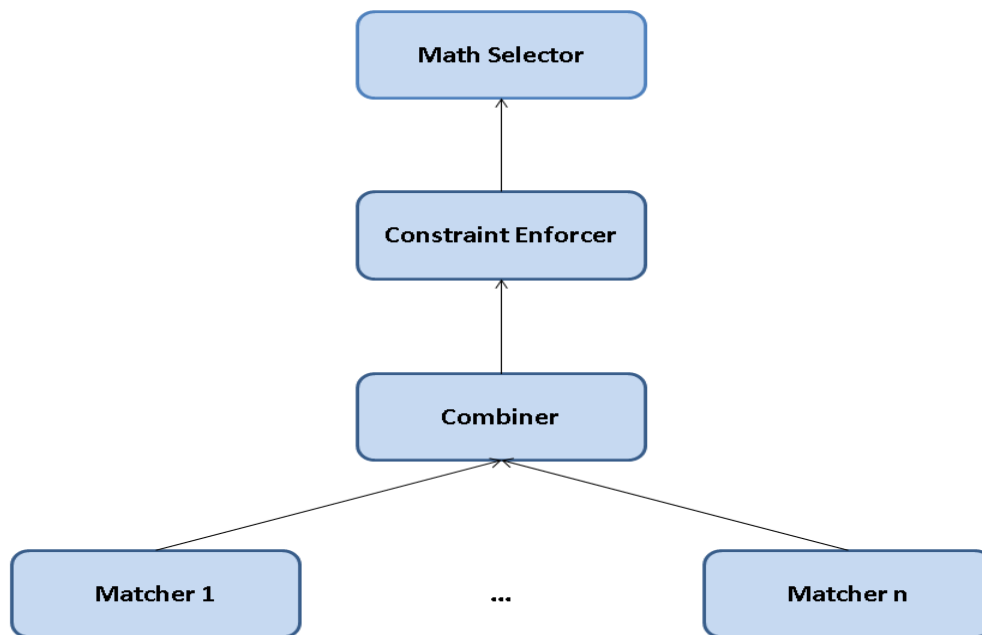 Math Selector
Constraint Enforcer
Combiner
Matcher 1
...
Matcher n